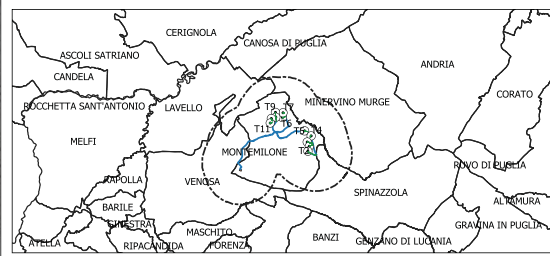 CERIGNOLA
CANOSA DI PUGLIA
ASCOLI SATRIANO
ANDRIA
CANDELA
CORATO
ROCCHETTA SANT'ANTONIO
LAVELLO
MINERVINO MURGE
T9
T7
T6
T11
T5
MELFI
MONTEMILONE
RUVO DI PUGLIA
RAPOLLA
VENOSA
SPINAZZOLA
ALTAMURA
BARILE
GINESTRA
GRAVINA IN PUGLIA
MASCHITO
BANZI
GENZANO DI LUCANIA
ATELLA
RIPACANDIDA
FORENZA